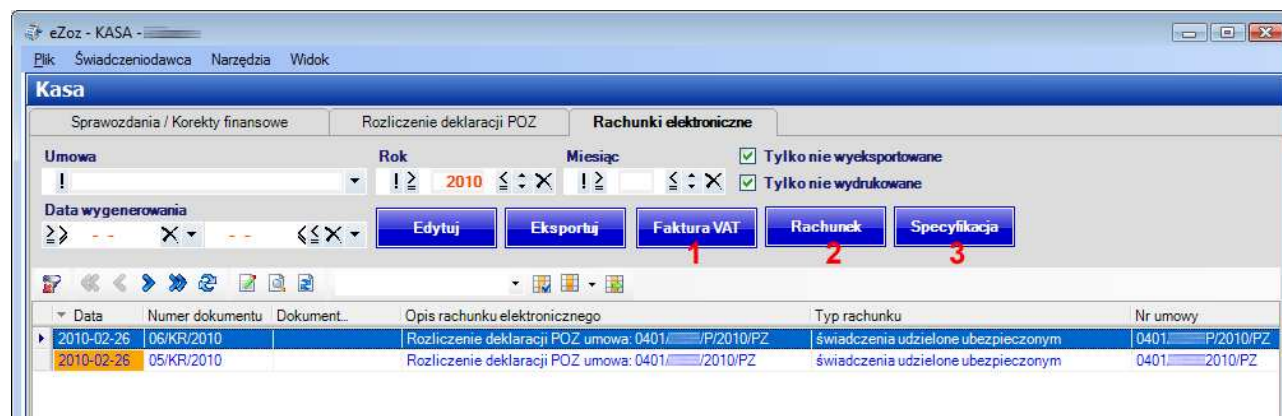 eZoz - KASA -
Plik Świadczeniodawca Narzędzia Widok
Kasa
Sprawozdania / Korekty finansowe Rozliczenie deklaracji POZ Rachunki elektroniczne
Umowa Rok Miesiąc Tylko nie wyeksportowane
! ! ≥ 2010 ≤ ! ≥ ≤ Tylko nie wydrukowane
Data wygenerowania
≥ - - - - ≤ Edytuj Eksportuj Faktura VAT Rachunek Specyfikacja
1 2 3
Data Numer dokumentu Dokument... Opis rachunku elektronicznego Typ rachunku Nr umowy
2010-02-26 06/KR/2010 Rozliczenie deklaracji POZ umowa: 0401/ /P/2010/PZ świadczenia udzielone ubezpieczonym 0401/ P/2010/PZ
2010-02-26 05/KR/2010 Rozliczenie deklaracji POZ umowa: 0401/ /2010/PZ świadczenia udzielone ubezpieczonym 0401/ 2010/PZ